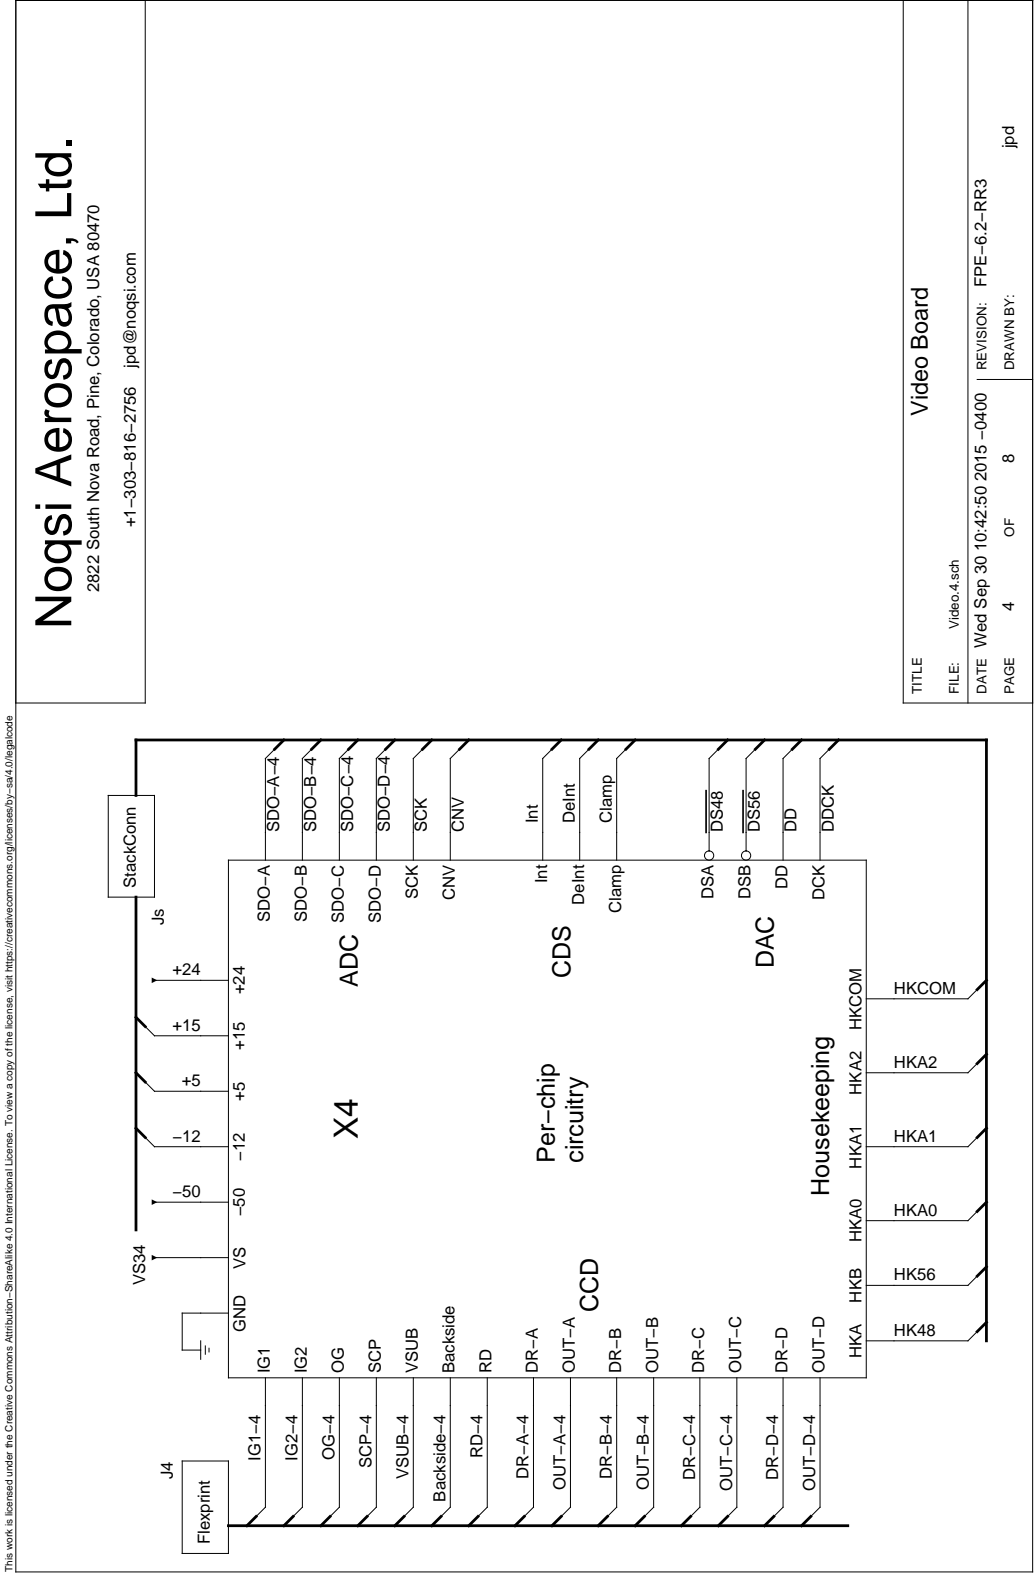 This work is licensed under the Creative Commons Attribution−ShareAlike 4.0 International License. To view a copy of the license, visit https://creativecommons.org/licenses/by−sa/4.0/legalcode
Noqsi Aerospace, Ltd.
2822 South Nova Road, Pine, Colorado, USA 80470
+1−303−816−2756 jpd@noqsi.com
J4
Flexprint
StackConn
Js
VS34
−50
−12
+5
+15
+24
GND
VS
−50
−12
+5
+15
+24
IG1−4
IG2−4
OG−4
SCP−4
VSUB−4
Backside−4
RD−4
DR−A−4
OUT−A−4
DR−B−4
OUT−B−4
DR−C−4
OUT−C−4
DR−D−4
OUT−D−4
IG1
IG2
OG
SCP
VSUB
Backside
RD
DR−A
OUT−A
DR−B
OUT−B
DR−C
OUT−C
DR−D
OUT−D
CCD
X4
Per−chip
circuitry
ADC
CDS
DAC
Housekeeping
SDO−A
SDO−B
SDO−C
SDO−D
SCK
CNV
Int
DeInt
Clamp
DSA
DSB
DD
DCK
SDO−A−4
SDO−B−4
SDO−C−4
SDO−D−4
SCK
CNV
Int
DeInt
Clamp
DS48
DS56
DD
DDCK
HKA
HKB
HKA0
HKA1
HKA2
HKCOM
HK48
HK56
HKA0
HKA1
HKA2
HKCOM
TITLE
Video Board
FILE: Video.4.sch
DATE Wed Sep 30 10:42:50 2015 −0400
REVISION: FPE−6.2−RR3
PAGE 4 OF 8
DRAWN BY: jpd